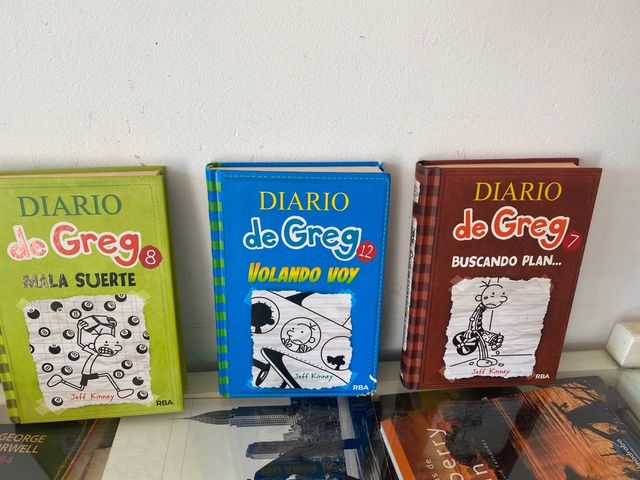 DIARIO
de Greg 8
MALA SUERTE
Jeff Kinney
RBA
DIARIO
de Greg 12
VOLANDO VOY
Jeff Kinney
RBA
DIARIO
de Greg 7
BUSCANDO PLAN...
Jeff Kinney
RBA
GEORGE
ORWELL
84